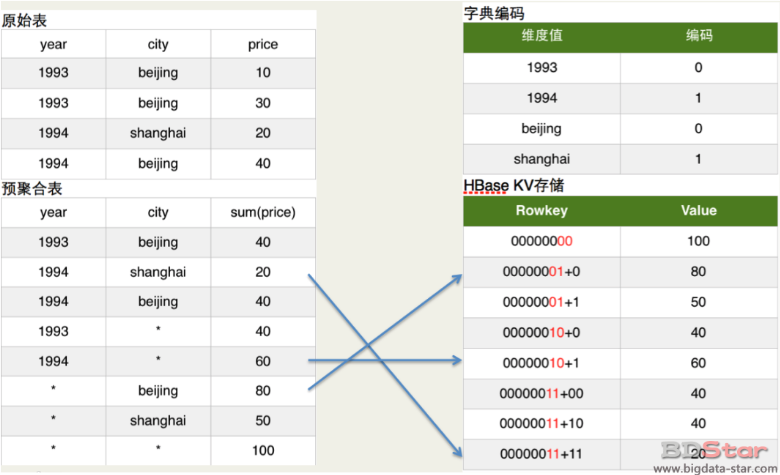 原始表
year city price
1993 beijing 10
1993 beijing 30
1994 shanghai 20
1994 beijing 40
预聚合表
year city sum(price)
1993 beijing 40
1994 shanghai 20
1994 beijing 40
1993 * 40
1994 * 60
* beijing 80
* shanghai 50
* * 100
字典编码
维度值 编码
1993 0
1994 1
beijing 0
shanghai 1
HBase KV存储
Rowkey Value
00000000 100
00000001+0 80
00000001+1 50
00000010+0 40
00000010+1 60
00000011+00 40
00000011+10 40
00000011+11 20
BDStar
www.bigdata-star.com